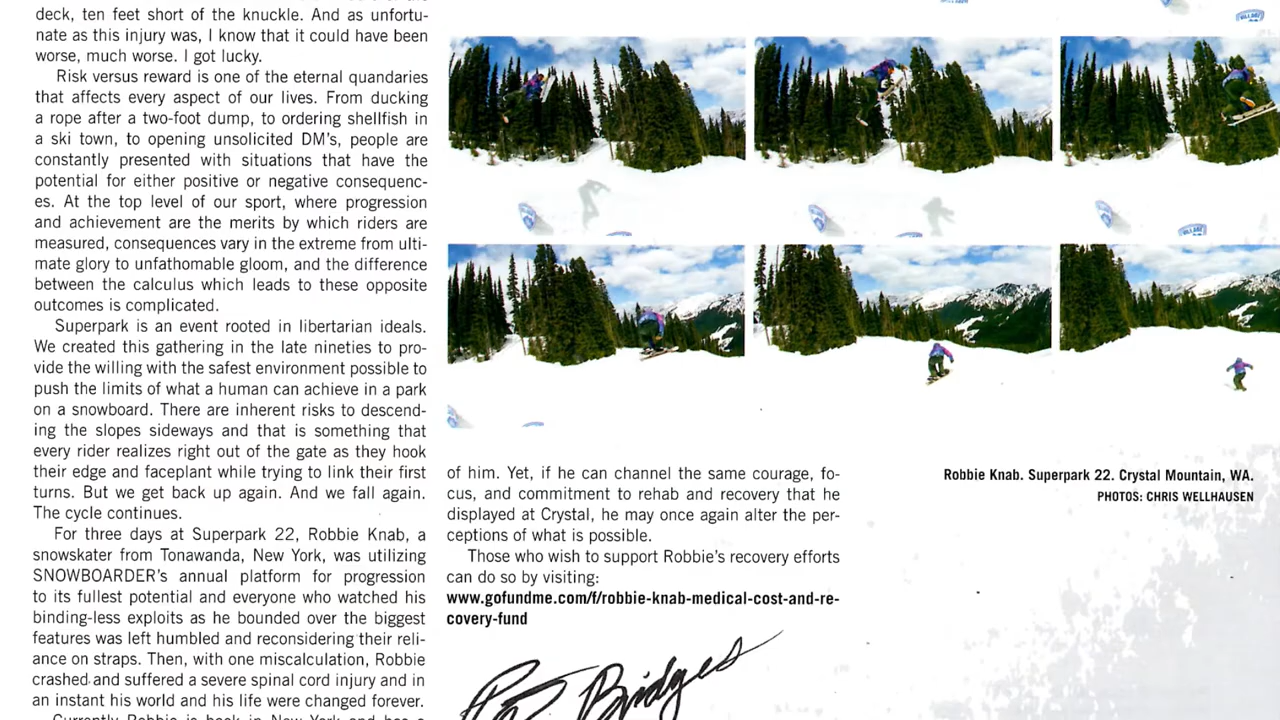 deck, ten feet short of the knuckle. And as unfortu-
nate as this injury was, I know that it could have been
worse, much worse. I got lucky.
Risk versus reward is one of the eternal quandaries
that affects every aspect of our lives. From ducking
a rope after a two-foot dump, to ordering shellfish in
a ski town, to opening unsolicited DM's, people are
constantly presented with situations that have the
potential for either positive or negative consequenc-
es. At the top level of our sport, where progression
and achievement are the merits by which riders are
measured, consequences vary in the extreme from ulti-
mate glory to unfathomable gloom, and the difference
between the calculus which leads to these opposite
outcomes is complicated.
Superpark is an event rooted in libertarian ideals.
We created this gathering in the late nineties to pro-
vide the willing with the safest environment possible to
push the limits of what a human can achieve in a park
on a snowboard. There are inherent risks to descend-
ing the slopes sideways and that is something that
every rider realizes right out of the gate as they hook
their edge and faceplant while trying to link their first
turns. But we get back up again. And we fall again.
The cycle continues.
For three days at Superpark 22, Robbie Knab, a
snowskater from Tonawanda, New York, was utilizing
SNOWBOARDER's annual platform for progression
to its fullest potential and everyone who watched his
binding-less exploits as he bounded over the biggest
features was left humbled and reconsidering their reli-
ance on straps. Then, with one miscalculation, Robbie
crashed and suffered a severe spinal cord injury and in
an instant his world and his life were changed forever.
Currently Robbie is back in New York and has a
of him. Yet, if he can channel the same courage, fo-
cus, and commitment to rehab and recovery that he
displayed at Crystal, he may once again alter the per-
ceptions of what is possible.
Those who wish to support Robbie's recovery efforts
can do so by visiting:
www.gofundme.com/f/robbie-knab-medical-cost-and-re-
covery-fund
Pat Bridges
Robbie Knab. Superpark 22. Crystal Mountain, WA.
PHOTOS: CHRIS WELLHAUSEN